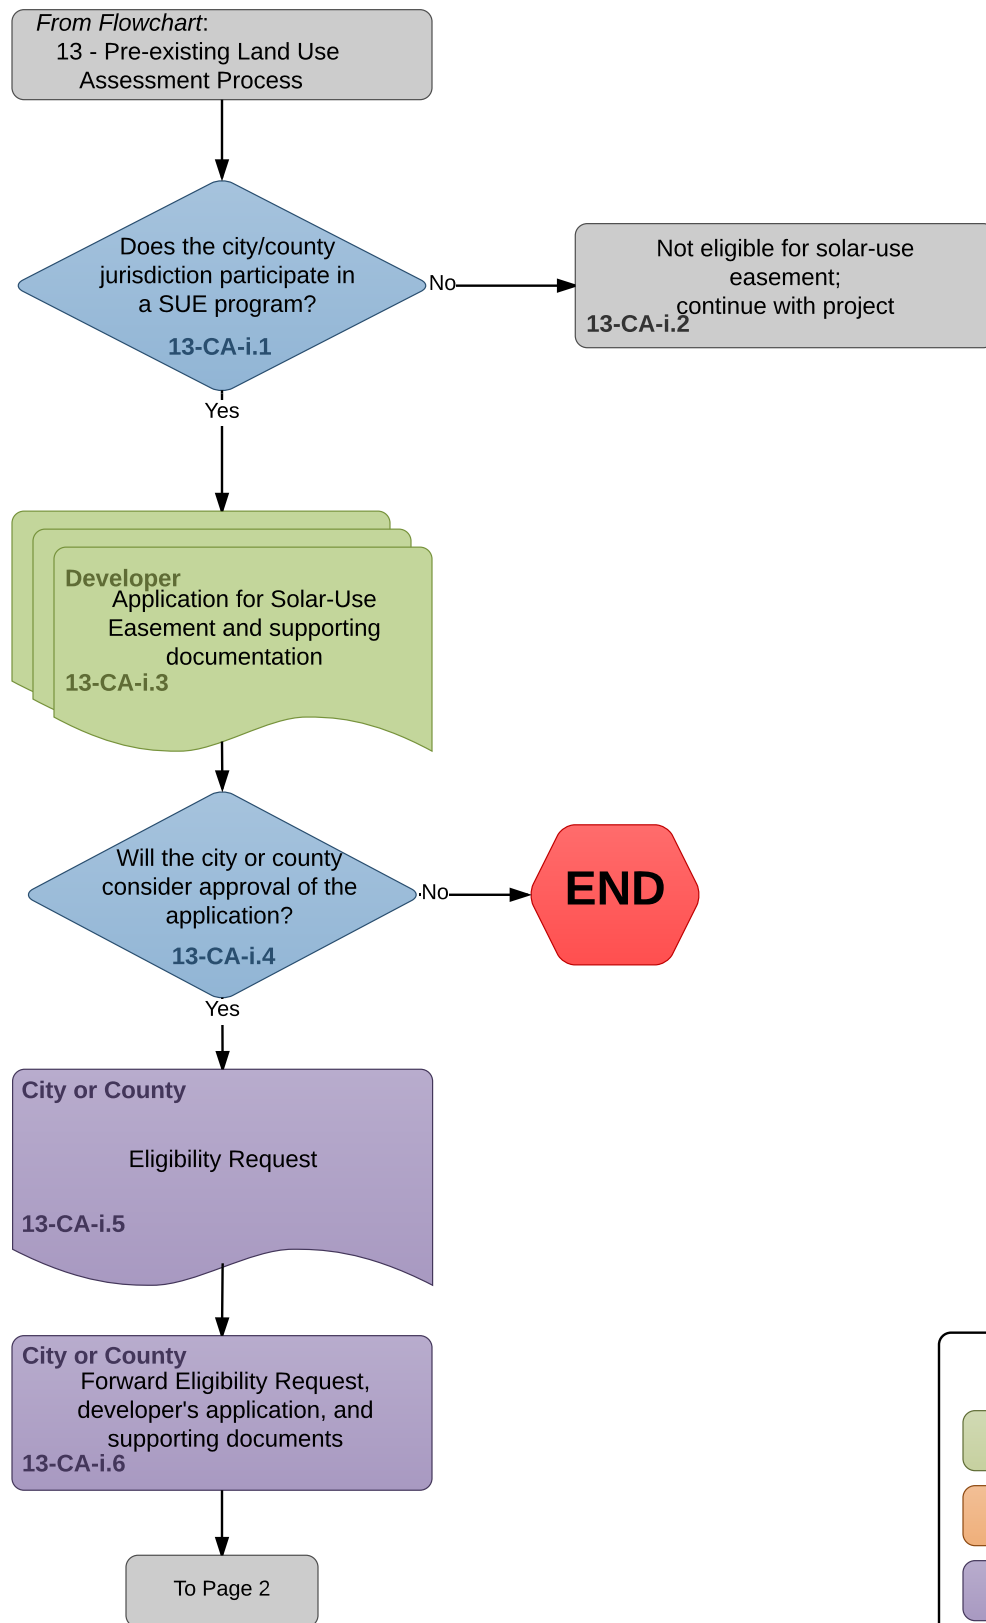 From Flowchart:
13 - Pre-existing Land Use
Assessment Process
Does the city/county
jurisdiction participate in
a SUE program?
13-CA-i.1
No
Not eligible for solar-use
easement;
continue with project
13-CA-i.2
Yes
Developer
Application for Solar-Use
Easement and supporting
documentation
13-CA-i.3
Will the city or county
consider approval of the
application?
13-CA-i.4
No
END
Yes
City or County
Eligibility Request
13-CA-i.5
City or County
Forward Eligibility Request,
developer's application, and
supporting documents
13-CA-i.6
To Page 2